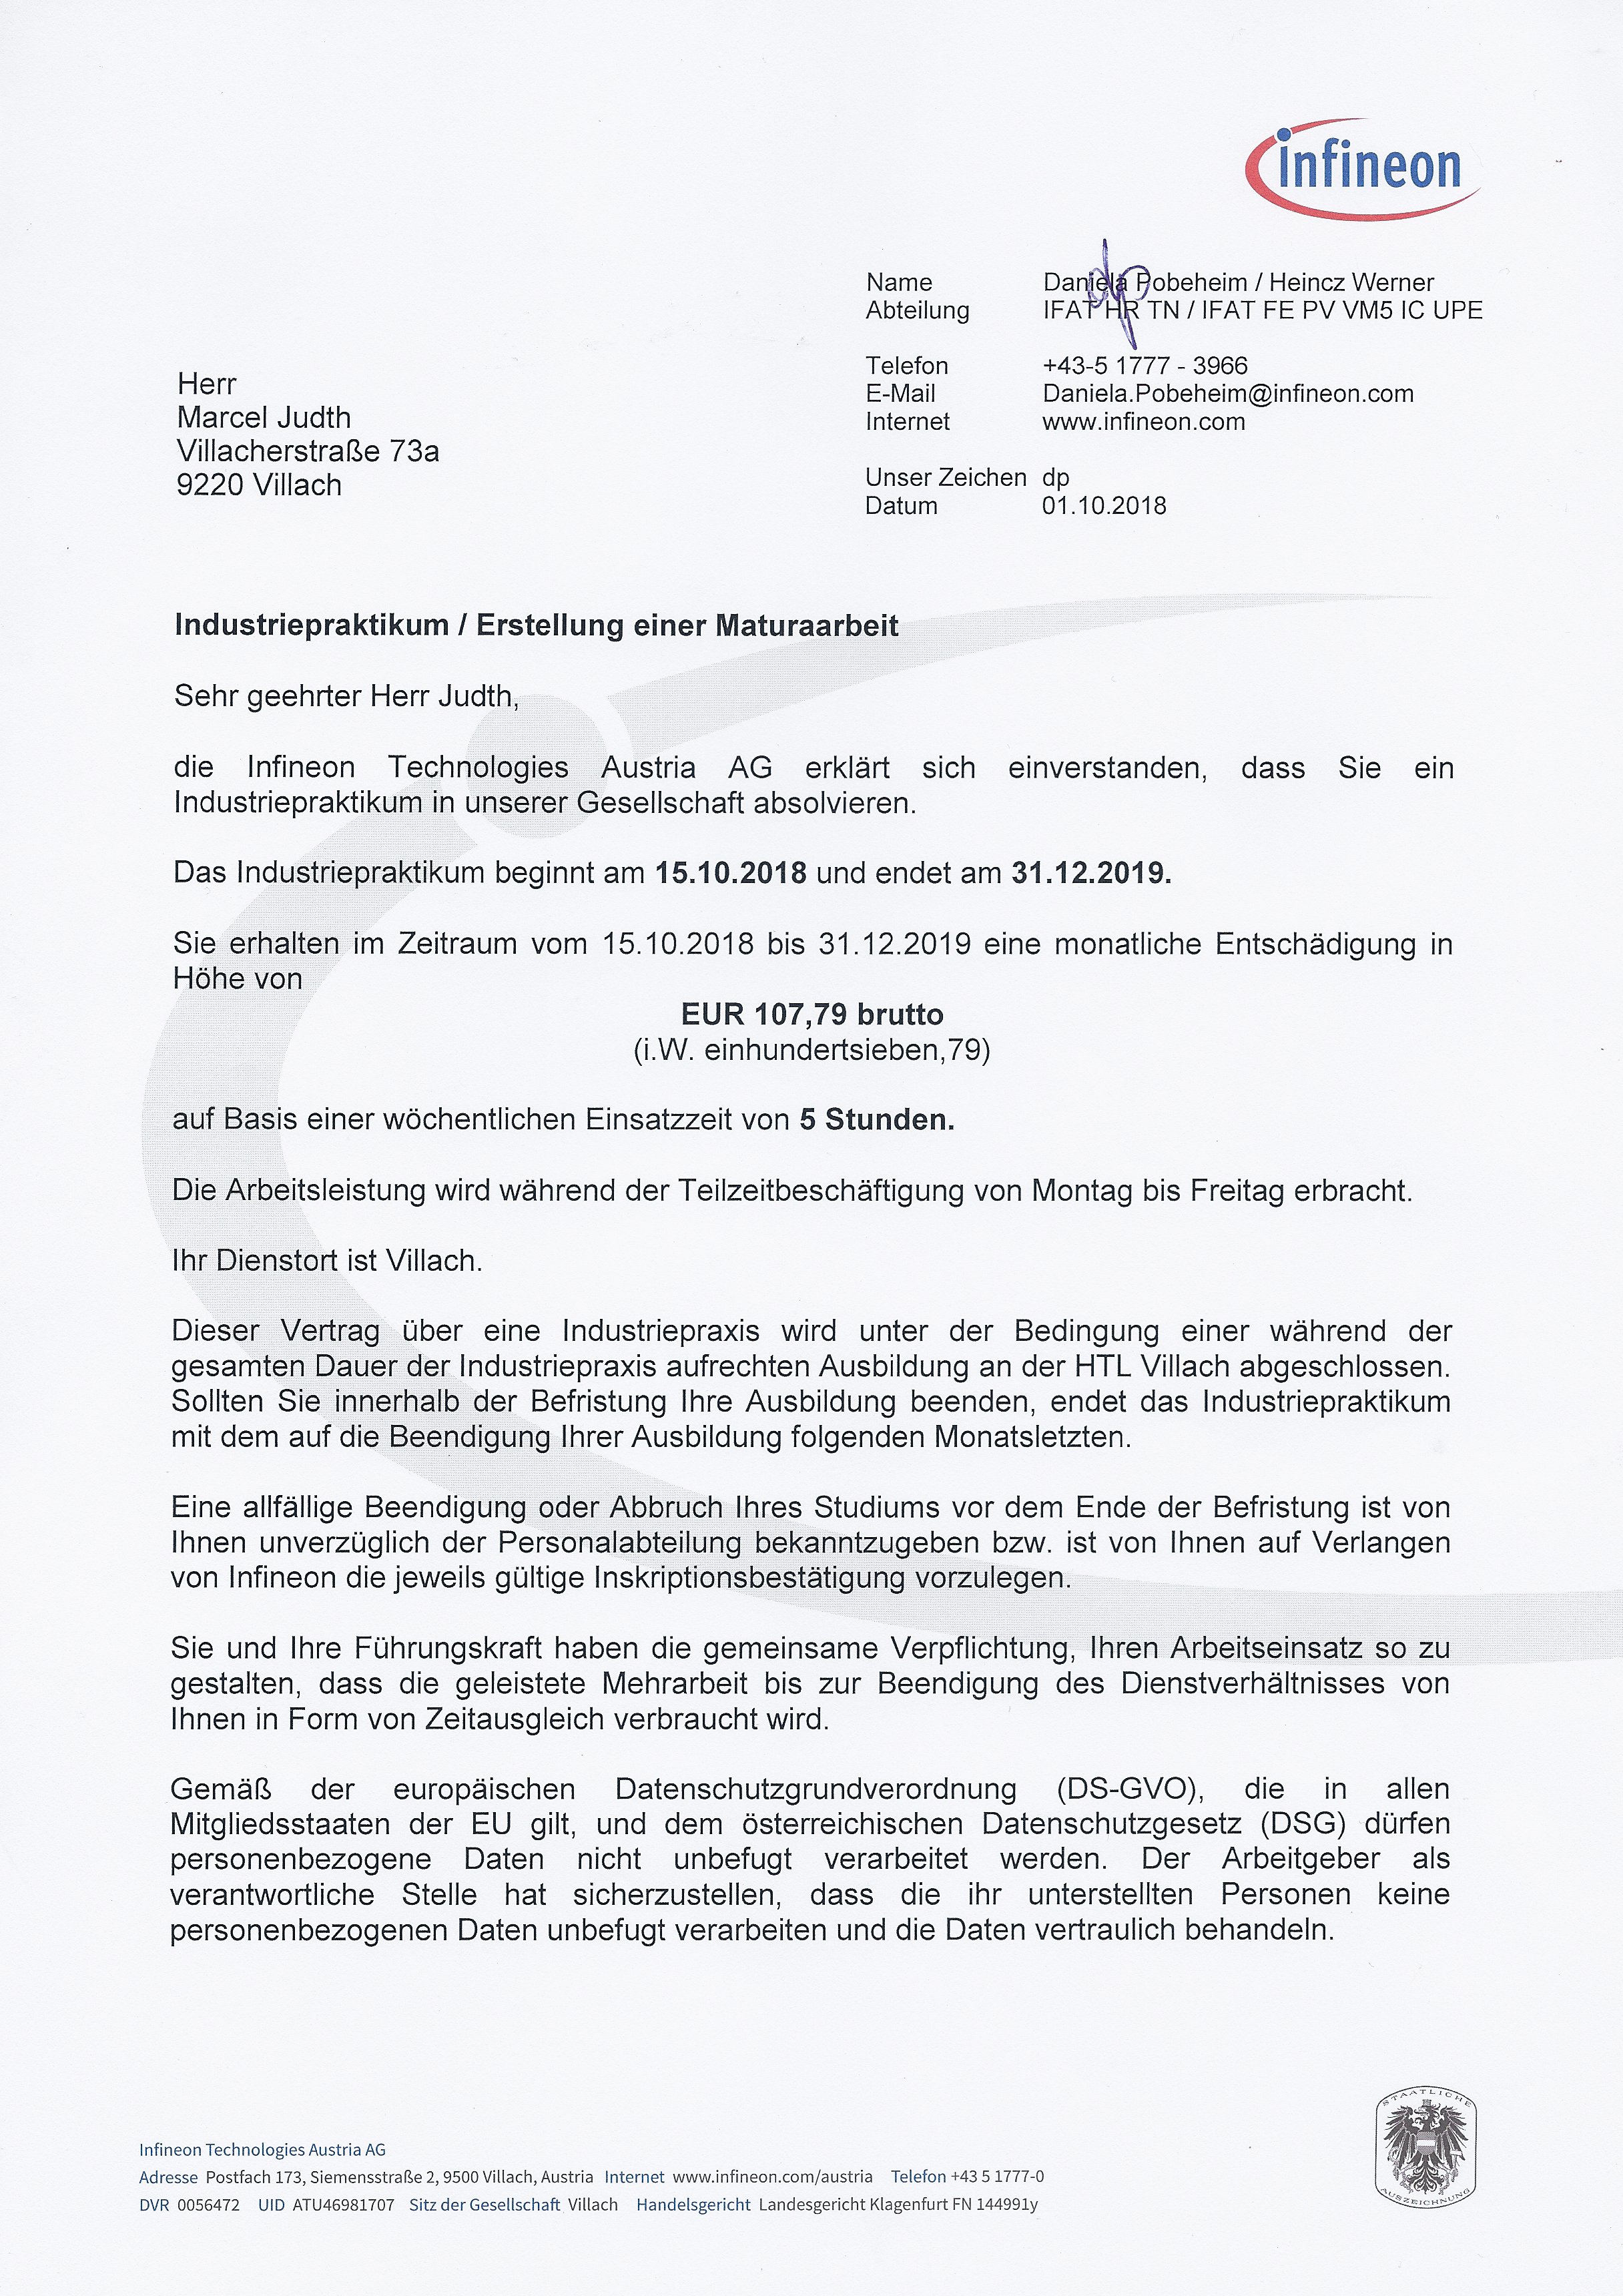 infineon
Name Daniela Pobeheim / Heincz Werner
Abteilung IFAT HR TN / IFAT FE PV VM5 IC UPE
dp
Telefon +43-5 1777 - 3966
E-Mail Daniela.Pobeheim@infineon.com
Internet www.infineon.com
Unser Zeichen dp
Datum 01.10.2018
Herr
Marcel Judth
Villacherstraße 73a
9220 Villach
Industriepraktikum / Erstellung einer Maturaarbeit
Sehr geehrter Herr Judth,
die Infineon Technologies Austria AG erklärt sich einverstanden, dass Sie ein
Industriepraktikum in unserer Gesellschaft absolvieren.
Das Industriepraktikum beginnt am 15.10.2018 und endet am 31.12.2019.
Sie erhalten im Zeitraum vom 15.10.2018 bis 31.12.2019 eine monatliche Entschädigung in
Höhe von
EUR 107,79 brutto
(i.W. einhundertsieben,79)
auf Basis einer wöchentlichen Einsatzzeit von 5 Stunden.
Die Arbeitsleistung wird während der Teilzeitbeschäftigung von Montag bis Freitag erbracht.
Ihr Dienstort ist Villach.
Dieser Vertrag über eine Industriepraxis wird unter der Bedingung einer während der
gesamten Dauer der Industriepraxis aufrechten Ausbildung an der HTL Villach abgeschlossen.
Sollten Sie innerhalb der Befristung Ihre Ausbildung beenden, endet das Industriepraktikum
mit dem auf die Beendigung Ihrer Ausbildung folgenden Monatsletzten.
Eine allfällige Beendigung oder Abbruch Ihres Studiums vor dem Ende der Befristung ist von
Ihnen unverzüglich der Personalabteilung bekanntzugeben bzw. ist von Ihnen auf Verlangen
von Infineon die jeweils gültige Inskriptionsbestätigung vorzulegen.
Sie und Ihre Führungskraft haben die gemeinsame Verpflichtung, Ihren Arbeitseinsatz so zu
gestalten, dass die geleistete Mehrarbeit bis zur Beendigung des Dienstverhältnisses von
Ihnen in Form von Zeitausgleich verbraucht wird.
Gemäß der europäischen Datenschutzgrundverordnung (DS-GVO), die in allen
Mitgliedsstaaten der EU gilt, und dem österreichischen Datenschutzgesetz (DSG) dürfen
personenbezogene Daten nicht unbefugt verarbeitet werden. Der Arbeitgeber als
verantwortliche Stelle hat sicherzustellen, dass die ihr unterstellten Personen keine
personenbezogenen Daten unbefugt verarbeiten und die Daten vertraulich behandeln.
Infineon Technologies Austria AG
Adresse Postfach 173, Siemensstraße 2, 9500 Villach, Austria Internet www.infineon.com/austria Telefon +43 5 1777-0
DVR 0056472 UID ATU46981707 Sitz der Gesellschaft Villach Handelsgericht Landesgericht Klagenfurt FN 144991y
STAATLICHE
AUSZEICHNUNG